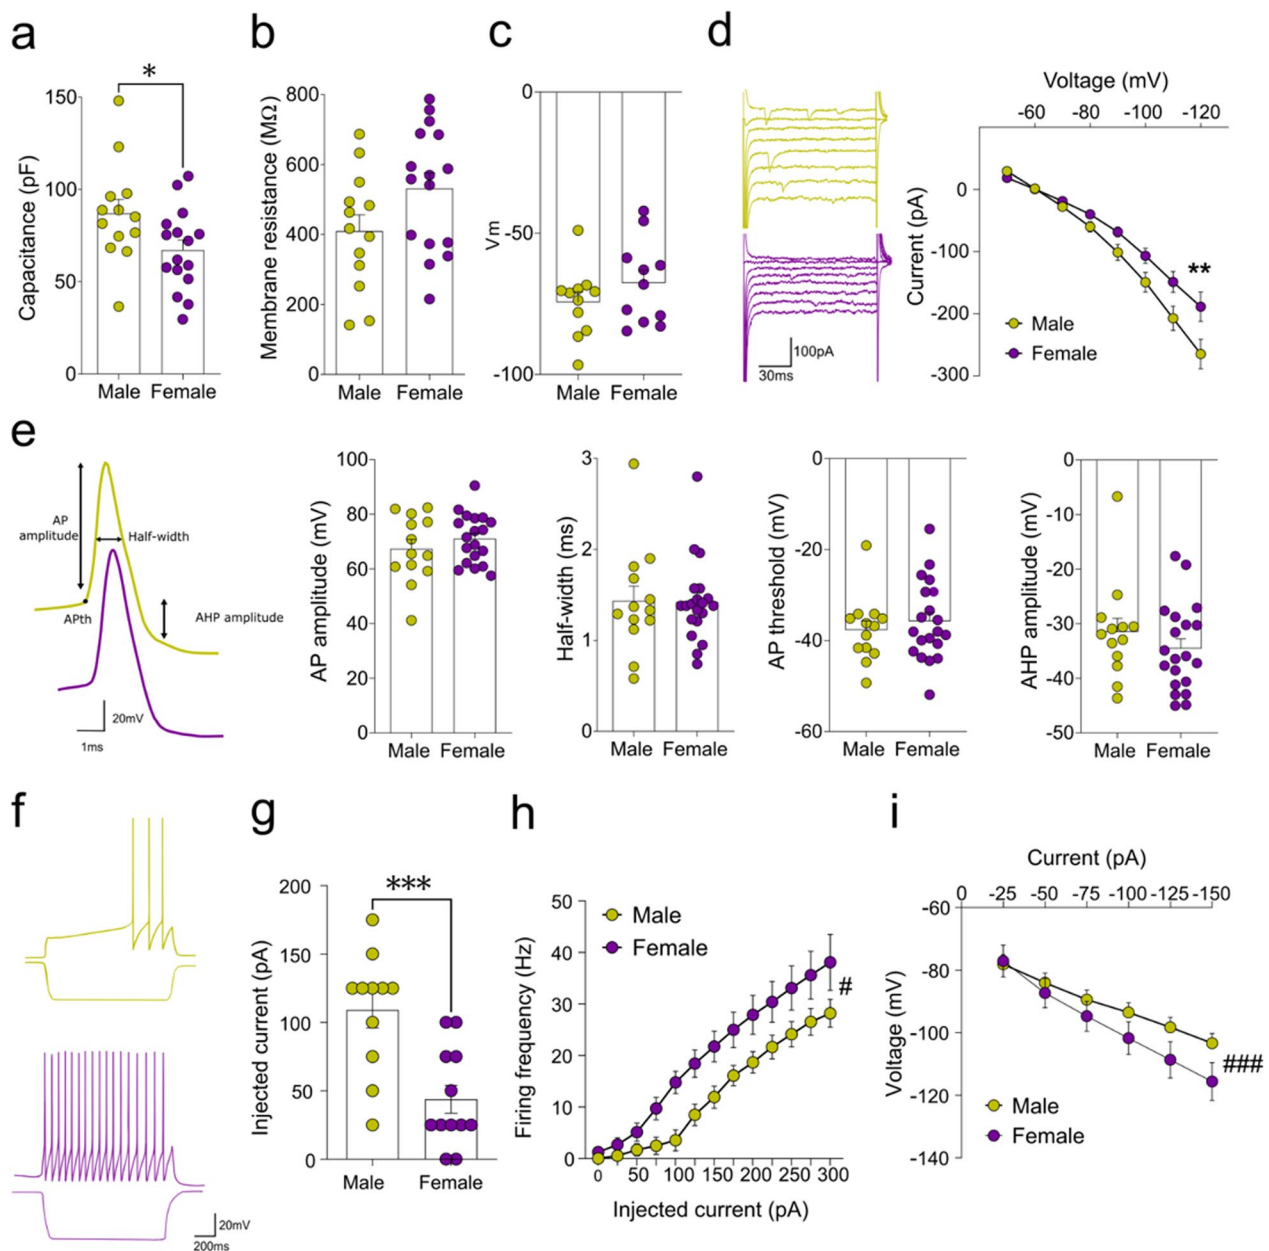 a
*
Capacitance (pF)
150
100
50
0
Male Female
b
Membrane resistance (MΩ)
800
600
400
200
0
Male Female
c
Vm
0
-50
-100
Male Female
d
100pA
30ms
Voltage (mV)
-60 -80 -100 -120
Current (pA)
0
-100
-200
-300
**
Male
Female
e
AP
amplitude
Half-width
APth
AHP amplitude
20mV
1ms
AP amplitude (mV)
100
80
60
40
20
0
Male Female
Half-width (ms)
3
2
1
0
Male Female
AP threshold (mV)
0
-20
-40
-60
Male Female
AHP amplitude (mV)
0
-10
-20
-30
-40
-50
Male Female
f
20mV
200ms
g
***
Injected current (pA)
200
150
100
50
0
Male Female
h
Firing frequency (Hz)
50
40
30
20
10
0
Male
Female
#
0 50 100 150 200 250 300
Injected current (pA)
i
Current (pA)
0 -25 -50 -75 -100 -125 -150
Voltage (mV)
-60
-80
-100
-120
-140
###
Male
Female